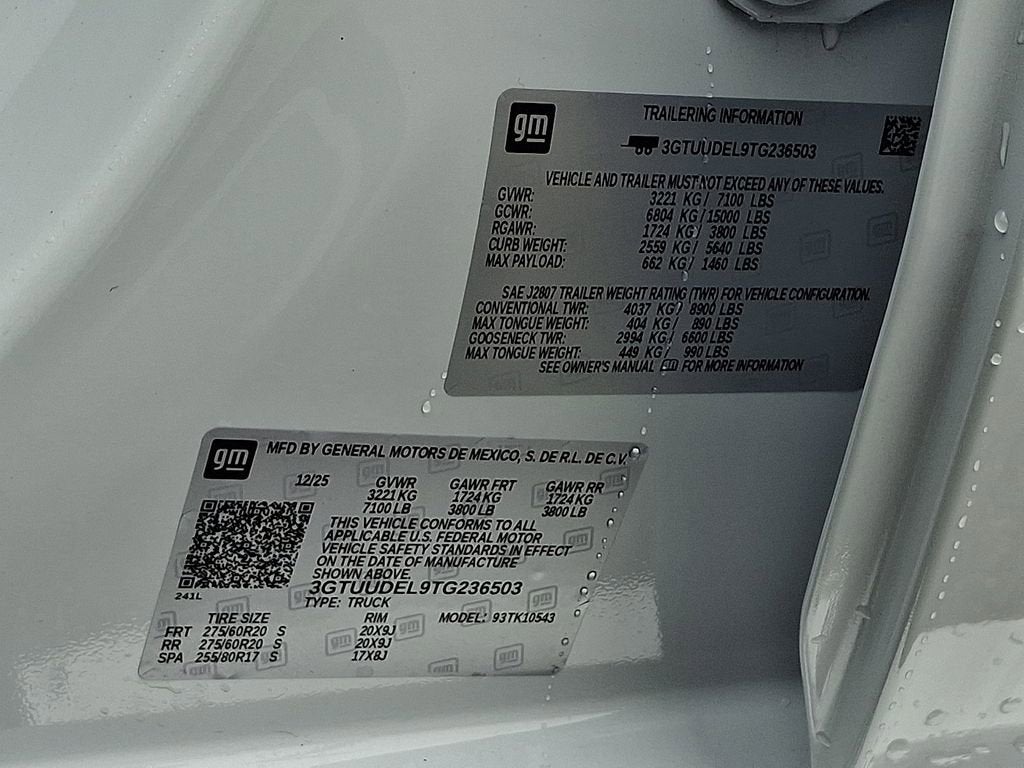 gm
TRAILERING INFORMATION
3GTUUDEL9TG236503
VEHICLE AND TRAILER MUST NOT EXCEED ANY OF THESE VALUES.
GVWR: 3221 KG / 7100 LBS
GCWR: 6804 KG / 15000 LBS
RGAWR: 1724 KG / 3800 LBS
CURB WEIGHT: 2559 KG / 5640 LBS
MAX PAYLOAD: 662 KG / 1460 LBS
SAE J2807 TRAILER WEIGHT RATING (TWR) FOR VEHICLE CONFIGURATION.
CONVENTIONAL TWR: 4037 KG / 8900 LBS
MAX TONGUE WEIGHT: 404 KG / 890 LBS
GOOSENECK TWR: 2994 KG / 6600 LBS
MAX TONGUE WEIGHT: 449 KG / 990 LBS
SEE OWNER'S MANUAL gm FOR MORE INFORMATION
gm
MFD BY GENERAL MOTORS DE MEXICO, S. DE R.L. DE C.V.
12/25 GVWR GAWR FRT GAWR RR
3221 KG 1724 KG 1724 KG
7100 LB 3800 LB 3800 LB
THIS VEHICLE CONFORMS TO ALL
APPLICABLE U.S. FEDERAL MOTOR
VEHICLE SAFETY STANDARDS IN EFFECT
ON THE DATE OF MANUFACTURE
SHOWN ABOVE.
241L
3GTUUDEL9TG236503
TYPE: TRUCK
TIRE SIZE RIM MODEL: 93TK10543
FRT 275/60R20 S 20X9J
RR 275/60R20 S 20X9J
SPA 255/80R17 S 17X8J